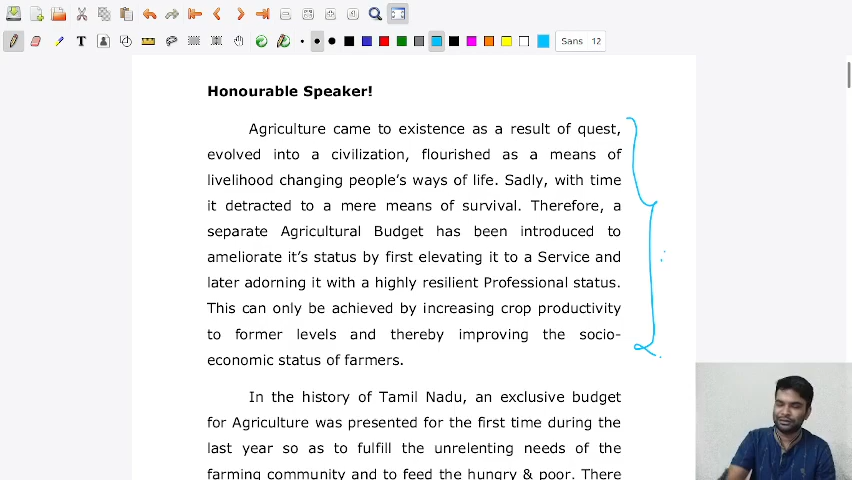 Sans 12
Honourable Speaker!
Agriculture came to existence as a result of quest,
evolved into a civilization, flourished as a means of
livelihood changing people's ways of life. Sadly, with time
it detracted to a mere means of survival. Therefore, a
separate Agricultural Budget has been introduced to
ameliorate it's status by first elevating it to a Service and
later adorning it with a highly resilient Professional status.
This can only be achieved by increasing crop productivity
to former levels and thereby improving the socio-
economic status of farmers.
In the history of Tamil Nadu, an exclusive budget
for Agriculture was presented for the first time during the
last year so as to fulfill the unrelenting needs of the
farming community and to feed the hungry & poor. There